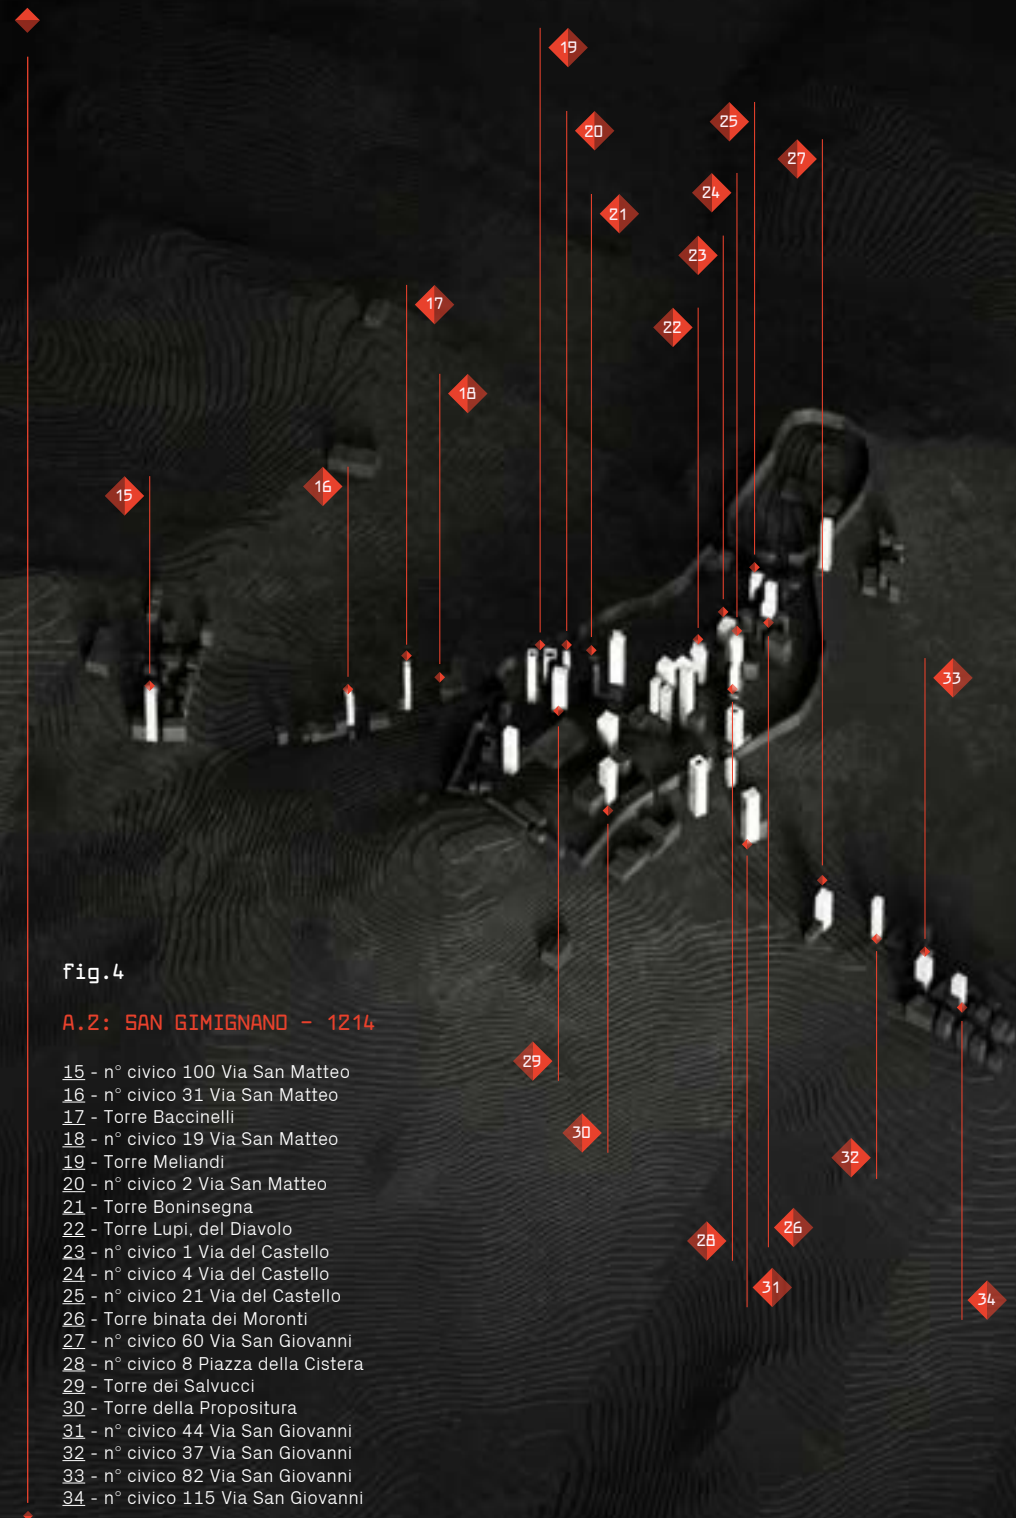 19
20
25
27
24
21
23
17
22
18
16
15
33
fig.4
A.2: SAN GIMIGNANO - 1214
29
30
32
26
28
31
34
15 - n° civico 100 Via San Matteo
16 - n° civico 31 Via San Matteo
17 - Torre Baccinelli
18 - n° civico 19 Via San Matteo
19 - Torre Meliandi
20 - n° civico 2 Via San Matteo
21 - Torre Boninsegna
22 - Torre Lupi, del Diavolo
23 - n° civico 1 Via del Castello
24 - n° civico 4 Via del Castello
25 - n° civico 21 Via del Castello
26 - Torre binata dei Moronti
27 - n° civico 60 Via San Giovanni
28 - n° civico 8 Piazza della Cistera
29 - Torre dei Salvucci
30 - Torre della Propositura
31 - n° civico 44 Via San Giovanni
32 - n° civico 37 Via San Giovanni
33 - n° civico 82 Via San Giovanni
34 - n° civico 115 Via San Giovanni